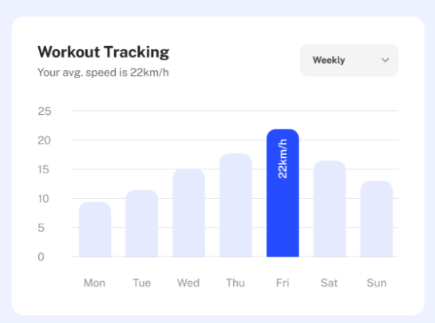 Workout Tracking
Your avg. speed is 22km/h
Weekly
25
20
15
10
5
0
22km/h
Mon Tue Wed Thu Fri Sat Sun